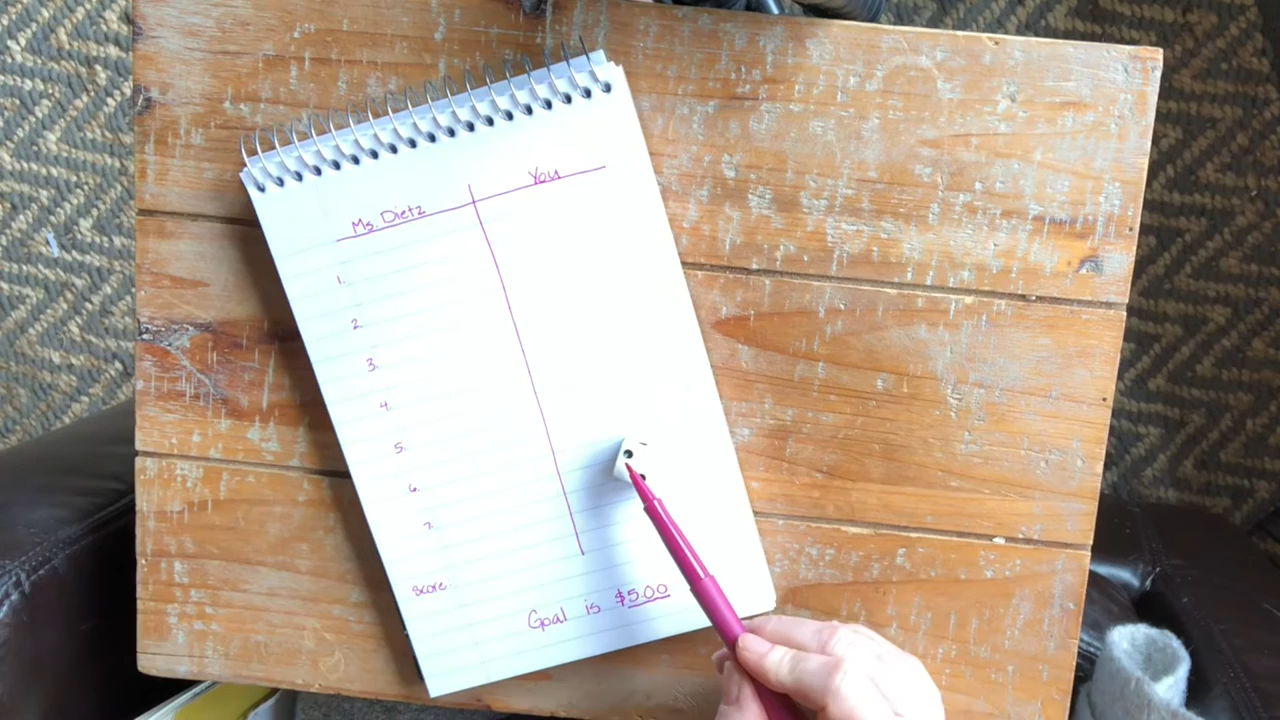 Ms. Dietz You
1.
2.
3.
4.
5.
6.
7.
Score
Goal is $5.00